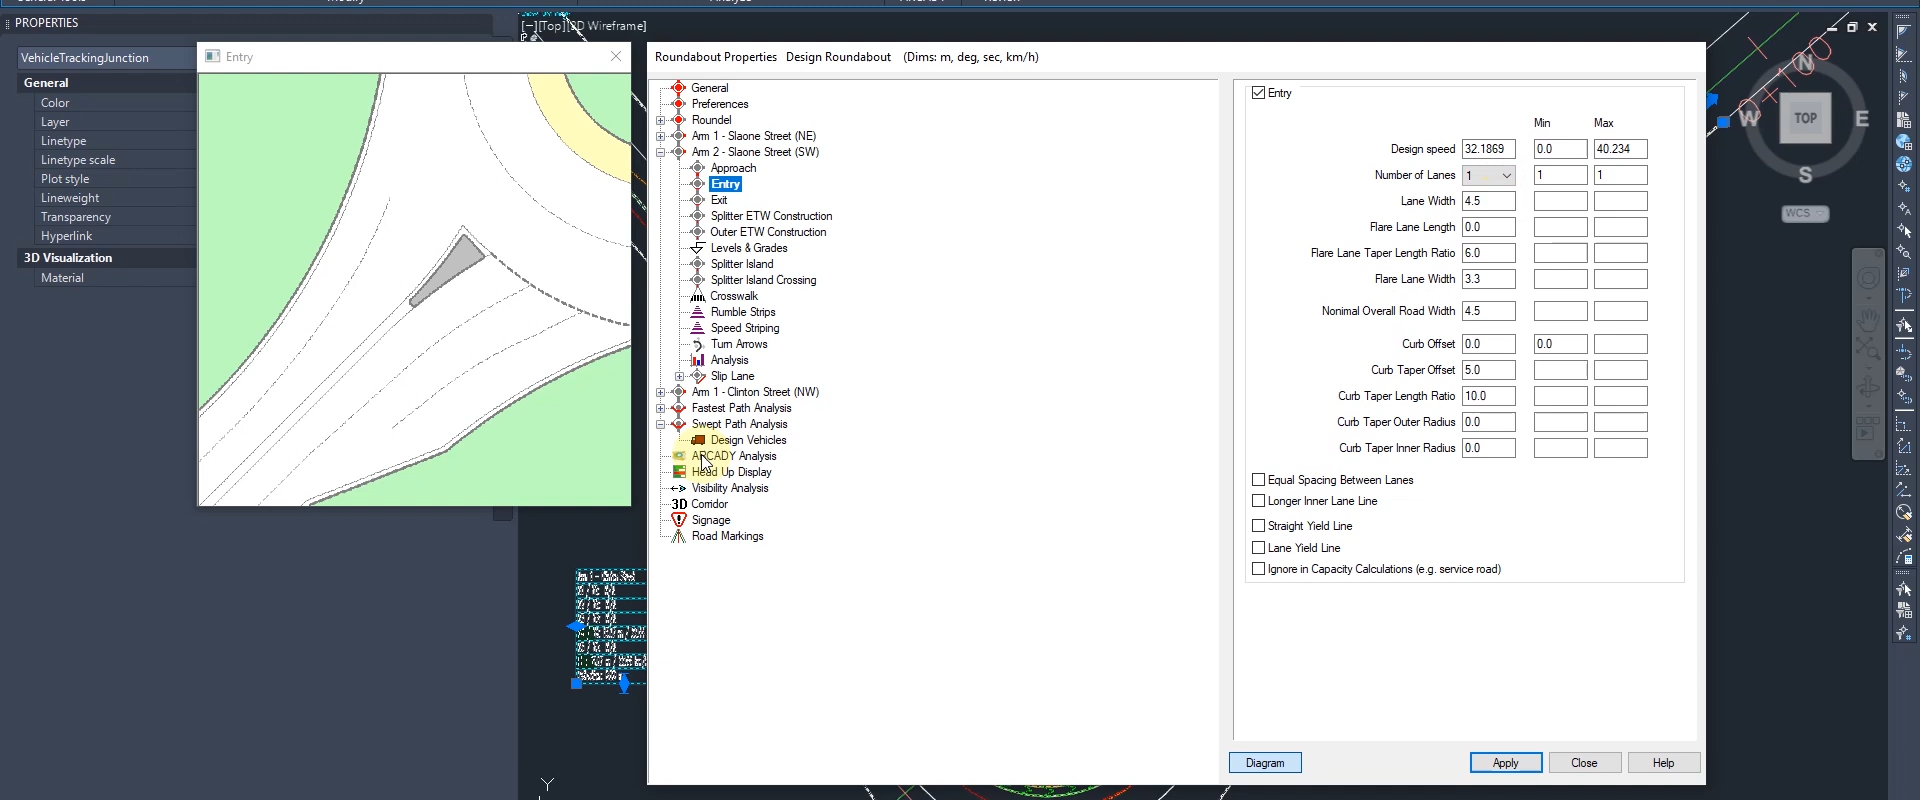 PROPERTIES
[−][Top][2D Wireframe]
VehicleTrackingJunction
General
Color
Layer
Linetype
Linetype scale
Plot style
Lineweight
Transparency
Hyperlink
3D Visualization
Material
Entry
Roundabout Properties   Design Roundabout   (Dims: m, deg, sec, km/h)
General
Preferences
Roundel
Arm 1 - Slaone Street (NE)
Arm 2 - Slaone Street (SW)
Approach
Entry
Exit
Splitter ETW Construction
Outer ETW Construction
Levels & Grades
Splitter Island
Splitter Island Crossing
Crosswalk
Rumble Strips
Speed Striping
Turn Arrows
Analysis
Slip Lane
Arm 1 - Clinton Street (NW)
Fastest Path Analysis
Swept Path Analysis
Design Vehicles
ARCADY Analysis
Head Up Display
Visibility Analysis
3D Corridor
Signage
Road Markings
Entry
Min Max
Design speed 32.1869 0.0 40.234
Number of Lanes 1 1 1
Lane Width 4.5
Flare Lane Length 0.0
Flare Lane Taper Length Ratio 6.0
Flare Lane Width 3.3
Nonimal Overall Road Width 4.5
Curb Offset 0.0 0.0
Curb Taper Offset 5.0
Curb Taper Length Ratio 10.0
Curb Taper Outer Radius 0.0
Curb Taper Inner Radius 0.0
Equal Spacing Between Lanes
Longer Inner Lane Line
Straight Yield Line
Lane Yield Line
Ignore in Capacity Calculations (e.g. service road)
Diagram Apply Close Help
N
W TOP E
S
WCS
Y